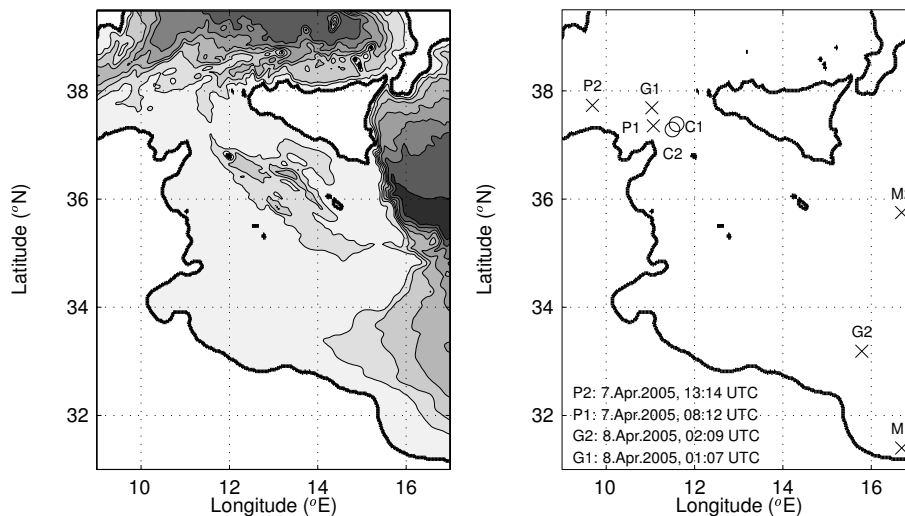 38
36
34
32
10
12
14
16
Latitude (°N)
Longitude (°E)
38
36
34
32
10
12
14
16
Latitude (°N)
Longitude (°E)
P2
G1
P1
C1
C2
G2
P2: 7.Apr.2005, 13:14 UTC
P1: 7.Apr.2005, 08:12 UTC
G2: 8.Apr.2005, 02:09 UTC
G1: 8.Apr.2005, 01:07 UTC